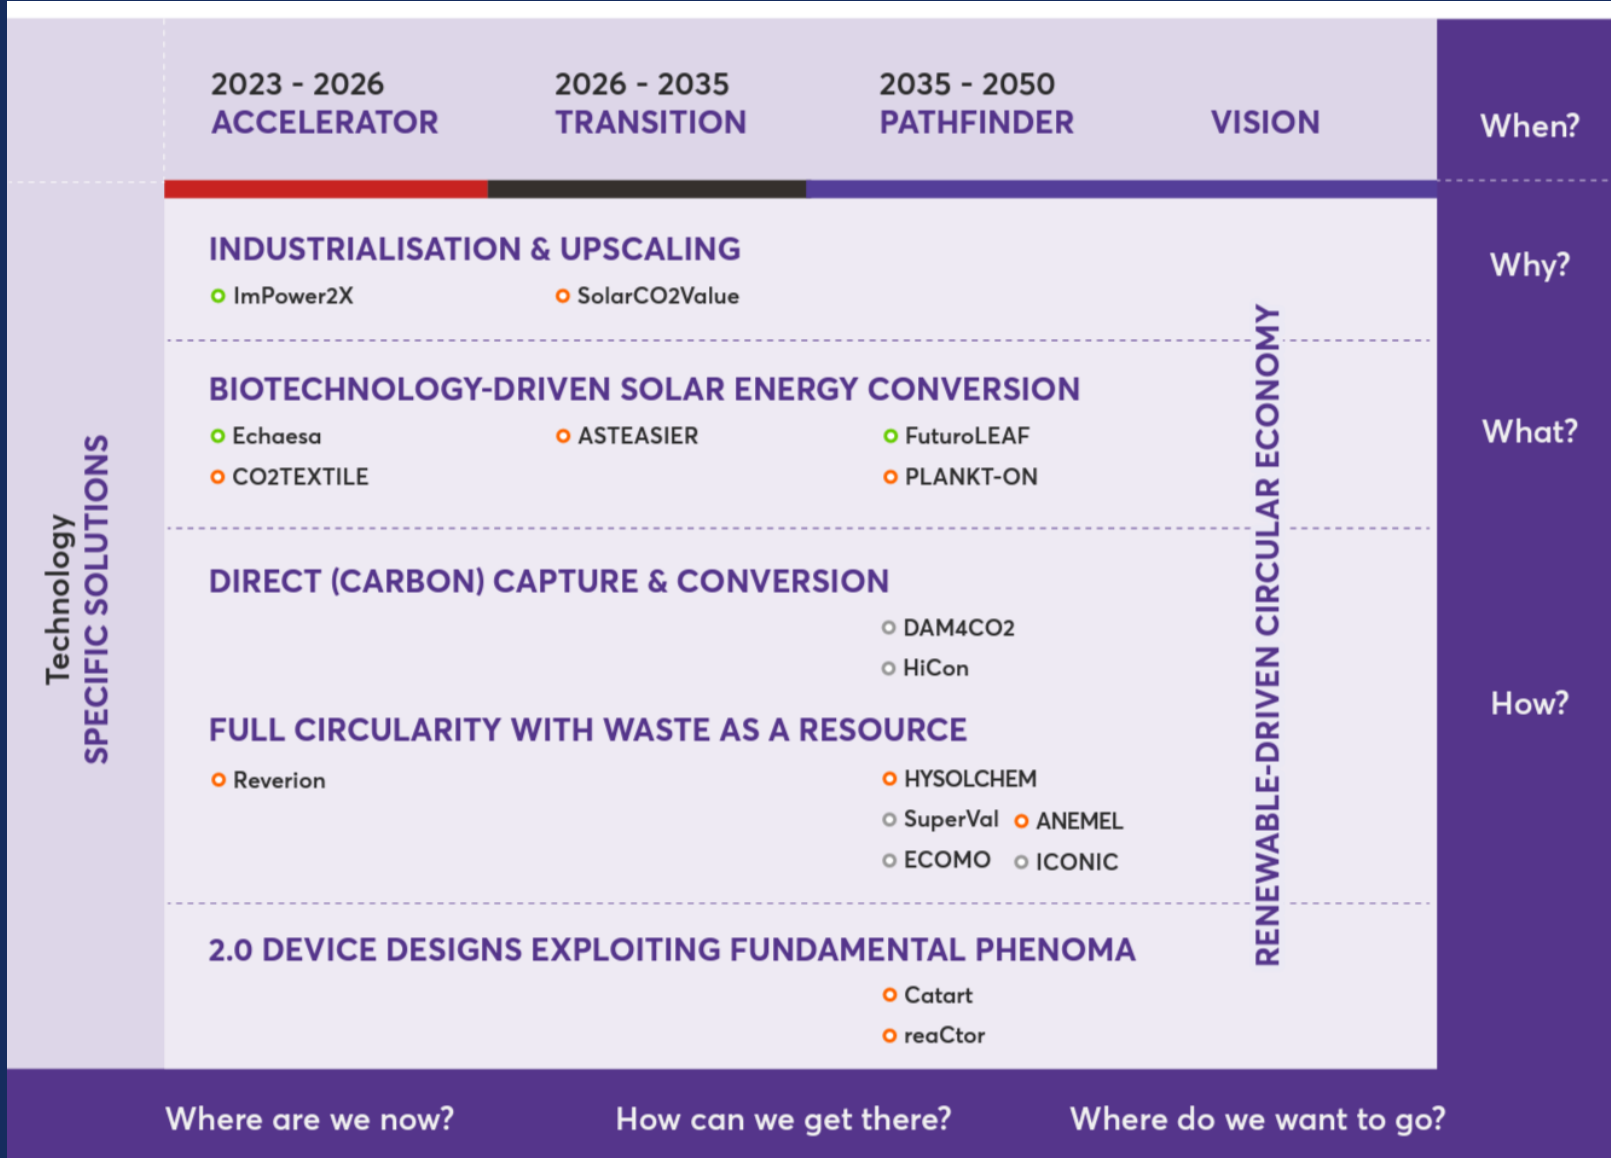 2023 - 2026
ACCELERATOR
2026 - 2035
TRANSITION
2035 - 2050
PATHFINDER
VISION
When?
INDUSTRIALISATION & UPSCALING
ImPower2X
SolarCO2Value
Why?
BIOTECHNOLOGY-DRIVEN SOLAR ENERGY CONVERSION
Echaesa
ASTEASIER
FuturoLEAF
CO2TEXTILE
PLANKT-ON
What?
DIRECT (CARBON) CAPTURE & CONVERSION
DAM4CO2
HiCon
FULL CIRCULARITY WITH WASTE AS A RESOURCE
Reverion
HYSOLCHEM
SuperVal
ANEMEL
ECOMO
ICONIC
How?
2.0 DEVICE DESIGNS EXPLOITING FUNDAMENTAL PHENOMA
Catart
reaCtor
Technology
SPECIFIC SOLUTIONS
RENEWABLE-DRIVEN CIRCULAR ECONOMY
Where are we now?
How can we get there?
Where do we want to go?